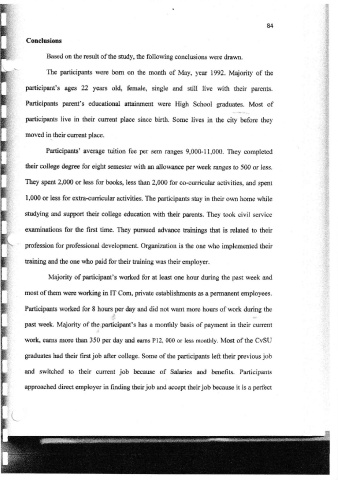 84
Conclusions
Based on the result of the study, the following conclusions were drawn.
The participants were born on the month of May, year 1992. Majority of the
participant's ages 22 years old, female, single and still live with their parents.
Participants parent's educational attainment were High School graduates. Most of
participants live in their current place since birth. Some lives in the city before they
moved in their current place.
Participants' average tuition fee per sem ranges 9,000-11,000. They completed
their college degree for eight semester with an allowance per week ranges to 500 or less.
They spent 2,000 or less for books, less than 2,000 for co-curricular activities, and spent
1,000 or less for extra-curricular activities. The participants stay in their own home while
studying and support their college education with their parents. They took civil service
examinations for the first time. They pursued advance trainings that is related to their
profession for professional development. Organization is the one who implemented their
training and the one who paid for their training was their employer.
Majority of participant's worked for at least one hour during the past week and
most of them were working in IT Com, private establishments as a permanent employees.
Participants worked for 8 hours per day and did not want more hours of work during the
past week. Majority of the participant's has a monthly basis of payment in their current
work, earns more than 350 per day and earns P12, 000 or less monthly. Most of the CvSU
graduates had their first job after college. Some of the participants left their previous job
and switched to their current job because of Salaries and benefits. Participants
approached direct employer in finding their job and accept their job because it is a perfect